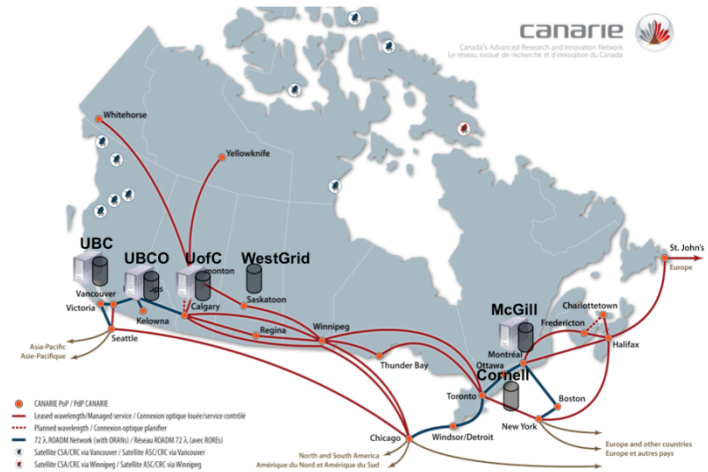 canarie
Canada's Advanced Research and Innovation Network
Le réseau évolué de recherche et d'innovation du Canada
Whitehorse
Yellowknife
UBC
UBCO
UofC
WestGrid
monton
ps
St. John's
Europe
Vancouver
Victoria
Kelowna
Calgary
Saskatoon
Regina
Winnipeg
Thunder Bay
McGill
Charlottetown
Fredericton
Halifax
Montréal
Ottawa
Cornell
Toronto
Seattle
Asia-Pacific
Asie-Pacifique
Boston
New York
Windsor/Detroit
Chicago
CANARIE PoP / PdP CANARIE
Leased wavelength/Managed service / Connexion optique louée/service contrôlé
Planned wavelength / Connexion optique planifier
72 λ ROADM Network (with ORANs) / Réseau ROADM 72 λ (avec ROREs)
Satellite CSA/CRC via Vancouver / Satellite ASC/CRC via Vancouver
Satellite CSA/CRC via Winnipeg / Satellite ASC/CRC via Winnipeg
North and South America
Amérique du Nord et Amérique du Sud
Europe and other countries
Europe et autres pays